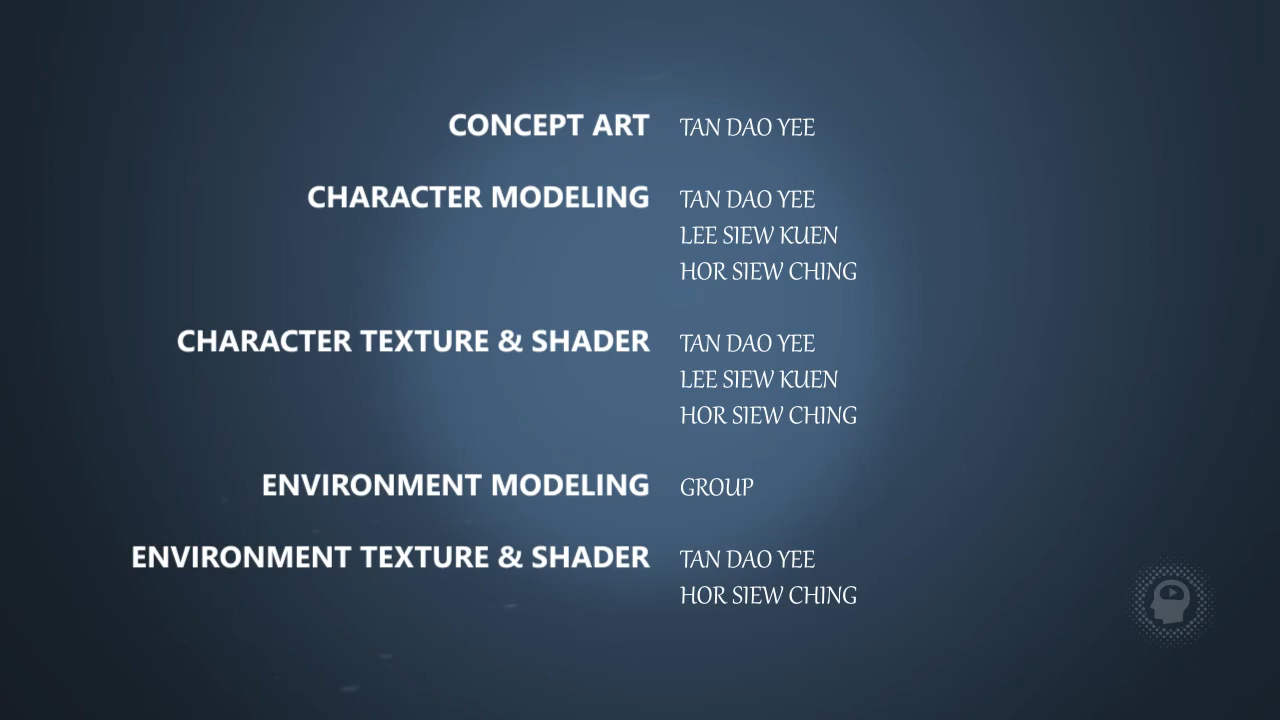 CONCEPT ART TAN DAO YEE
CHARACTER MODELING TAN DAO YEE
LEE SIEW KUEN
HOR SIEW CHING
CHARACTER TEXTURE & SHADER TAN DAO YEE
LEE SIEW KUEN
HOR SIEW CHING
ENVIRONMENT MODELING GROUP
ENVIRONMENT TEXTURE & SHADER TAN DAO YEE
HOR SIEW CHING